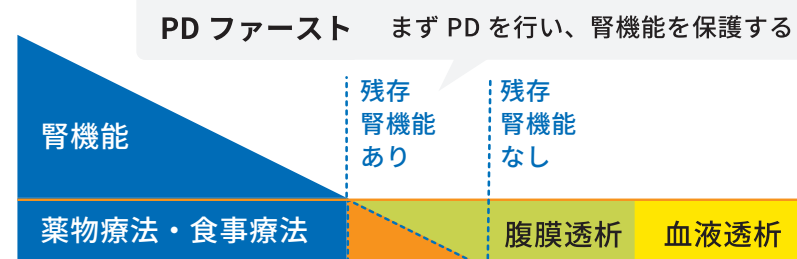 PD ファースト まず PD を行い、腎機能を保護する
残存
腎機能
あり
残存
腎機能
なし
腎機能
薬物療法・食事療法
腹膜透析
血液透析